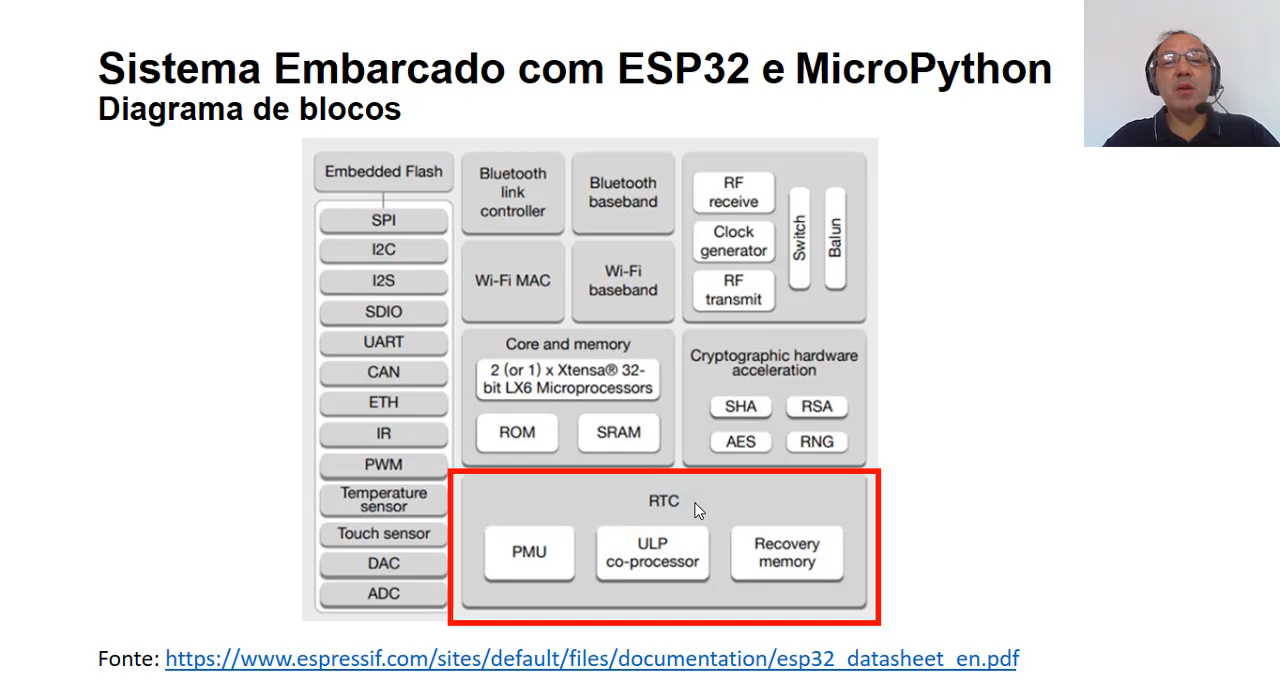 Sistema Embarcado com ESP32 e MicroPython
Diagrama de blocos
Embedded Flash
SPI
I2C
I2S
SDIO
UART
CAN
ETH
IR
PWM
Temperature
sensor
Touch sensor
DAC
ADC
Bluetooth
link
controller
Bluetooth
baseband
Wi-Fi MAC
Wi-Fi
baseband
RF
receive
Clock
generator
RF
transmit
Switch
Balun
Core and memory
2 (or 1) x Xtensa® 32-
bit LX6 Microprocessors
ROM
SRAM
Cryptographic hardware
acceleration
SHA
RSA
AES
RNG
RTC
PMU
ULP
co-processor
Recovery
memory
Fonte: https://www.espressif.com/sites/default/files/documentation/esp32_datasheet_en.pdf